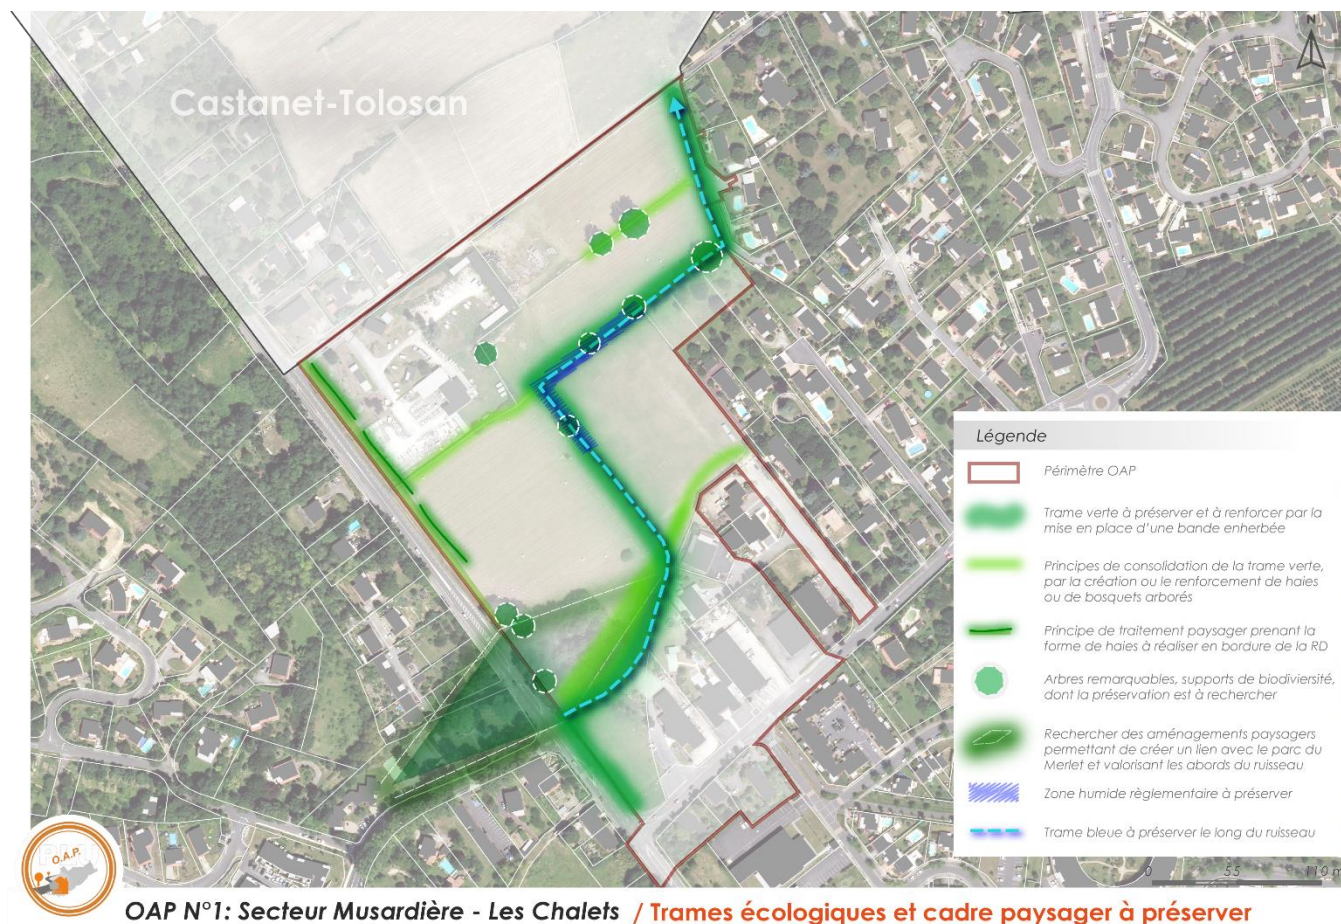 Castanet-Tolosan
N
Légende
Périmètre OAP
Trame verte à préserver et à renforcer par la
mise en place d'une bande enherbée
Principes de consolidation de la trame verte,
par la création ou le renforcement de haies
ou de bosquets arborés
Principe de traitement paysager prenant la
forme de haies à réaliser en bordure de la RD
Arbres remarquables, supports de biodiviersité,
dont la préservation est à rechercher
Rechercher des aménagements paysagers
permettant de créer un lien avec le parc du
Merlet et valorisant les abords du ruisseau
Zone humide règlementaire à préserver
Trame bleue à préserver le long du ruisseau
0 55 110 m
O.A.P.
OAP N°1: Secteur Musardière - Les Chalets / Trames écologiques et cadre paysager à préserver